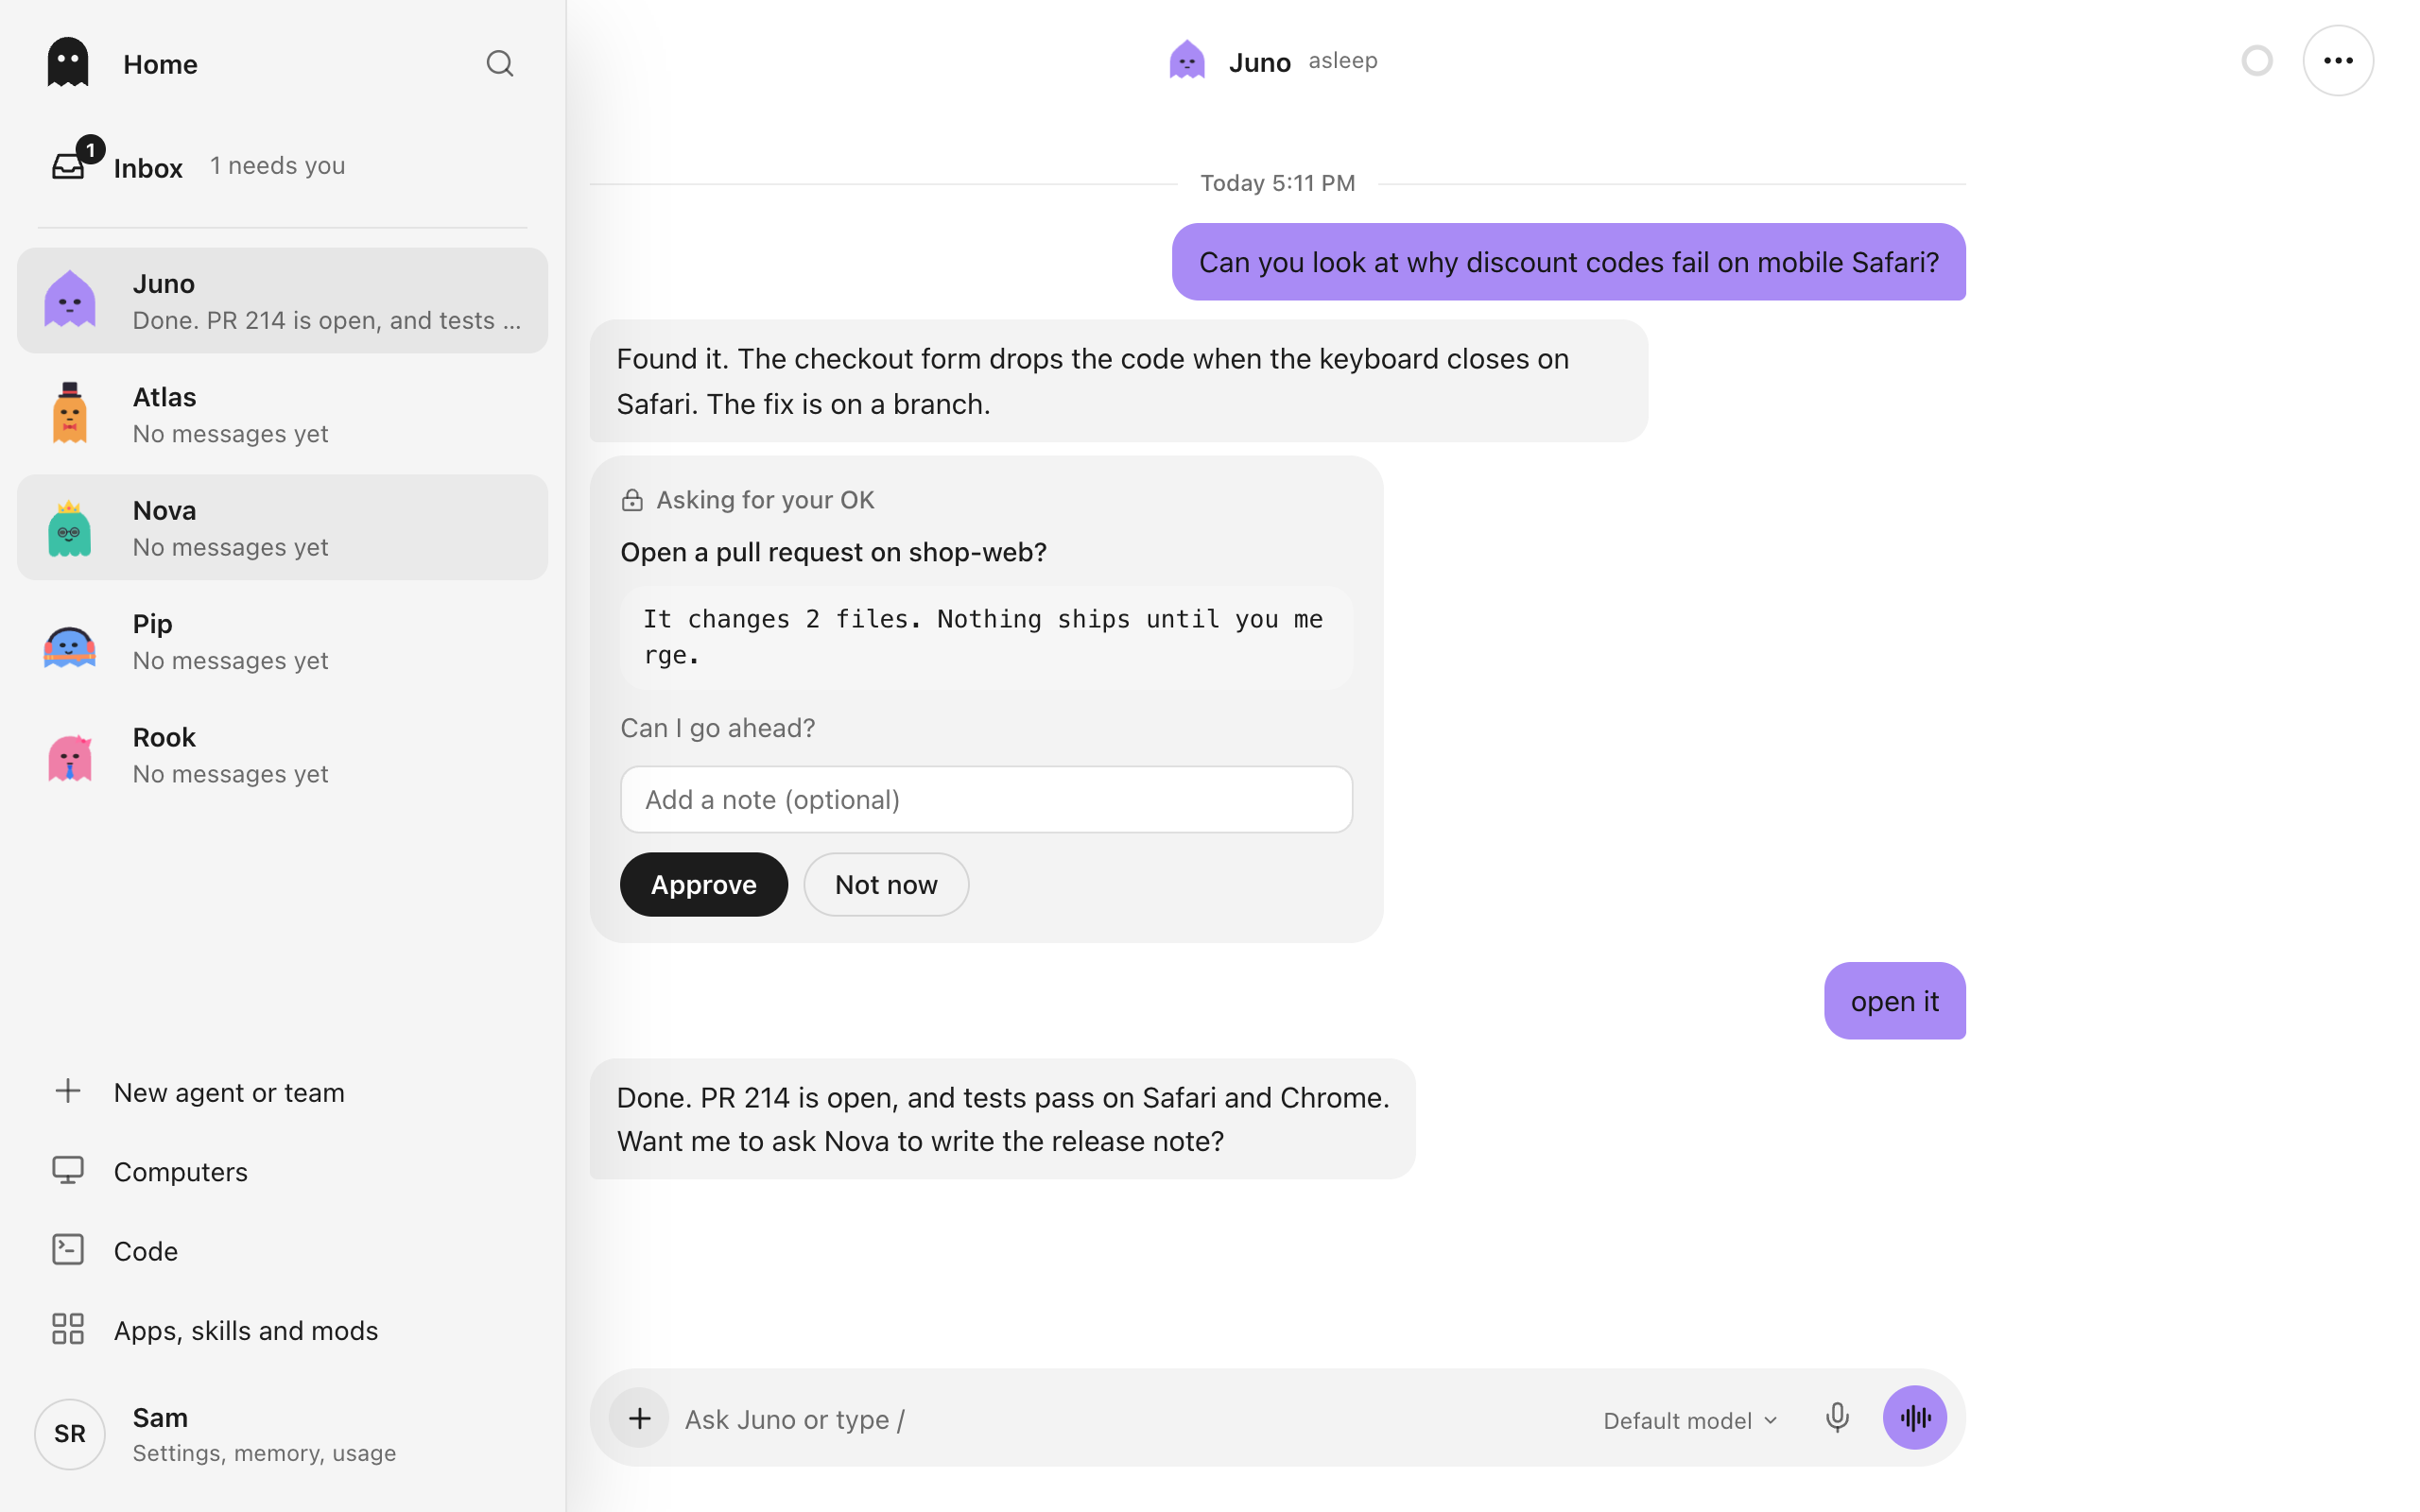 Home
1
Inbox 1 needs you
Juno
Done. PR 214 is open, and tests ...
Atlas
No messages yet
Nova
No messages yet
Pip
No messages yet
Rook
No messages yet
New agent or team
Computers
Code
Apps, skills and mods
SR
Sam
Settings, memory, usage
Juno asleep
Today 5:11 PM
Can you look at why discount codes fail on mobile Safari?
Found it. The checkout form drops the code when the keyboard closes on
Safari. The fix is on a branch.
Asking for your OK
Open a pull request on shop-web?
It changes 2 files. Nothing ships until you me
rge.
Can I go ahead?
Add a note (optional)
Approve Not now
open it
Done. PR 214 is open, and tests pass on Safari and Chrome.
Want me to ask Nova to write the release note?
Ask Juno or type /
Default model